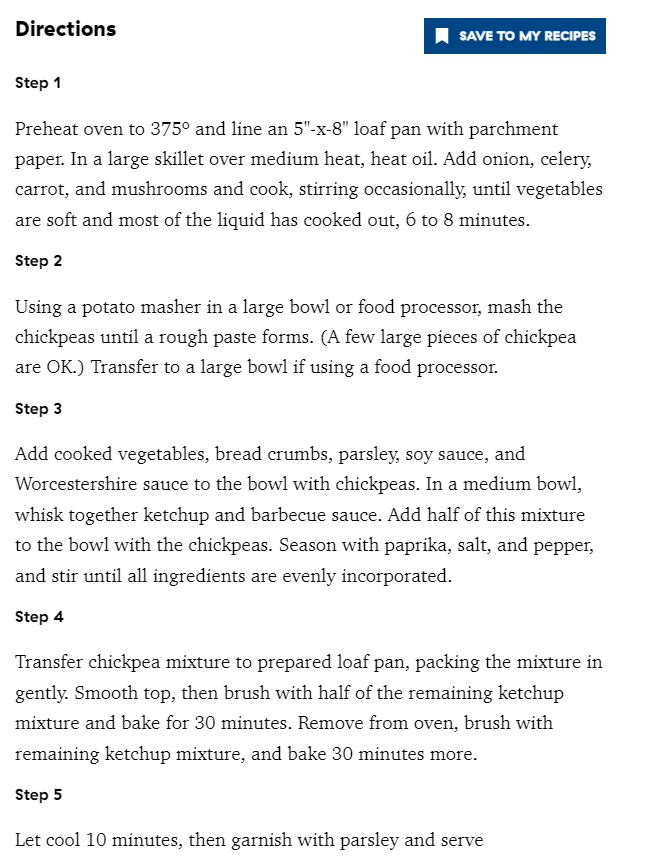 Directions
SAVE TO MY RECIPES
Step 1
Preheat oven to 375º and line an 5"-x-8" loaf pan with parchment
paper. In a large skillet over medium heat, heat oil. Add onion, celery,
carrot, and mushrooms and cook, stirring occasionally, until vegetables
are soft and most of the liquid has cooked out, 6 to 8 minutes.
Step 2
Using a potato masher in a large bowl or food processor, mash the
chickpeas until a rough paste forms. (A few large pieces of chickpea
are OK.) Transfer to a large bowl if using a food processor.
Step 3
Add cooked vegetables, bread crumbs, parsley, soy sauce, and
Worcestershire sauce to the bowl with chickpeas. In a medium bowl,
whisk together ketchup and barbecue sauce. Add half of this mixture
to the bowl with the chickpeas. Season with paprika, salt, and pepper,
and stir until all ingredients are evenly incorporated.
Step 4
Transfer chickpea mixture to prepared loaf pan, packing the mixture in
gently. Smooth top, then brush with half of the remaining ketchup
mixture and bake for 30 minutes. Remove from oven, brush with
remaining ketchup mixture, and bake 30 minutes more.
Step 5
Let cool 10 minutes, then garnish with parsley and serve